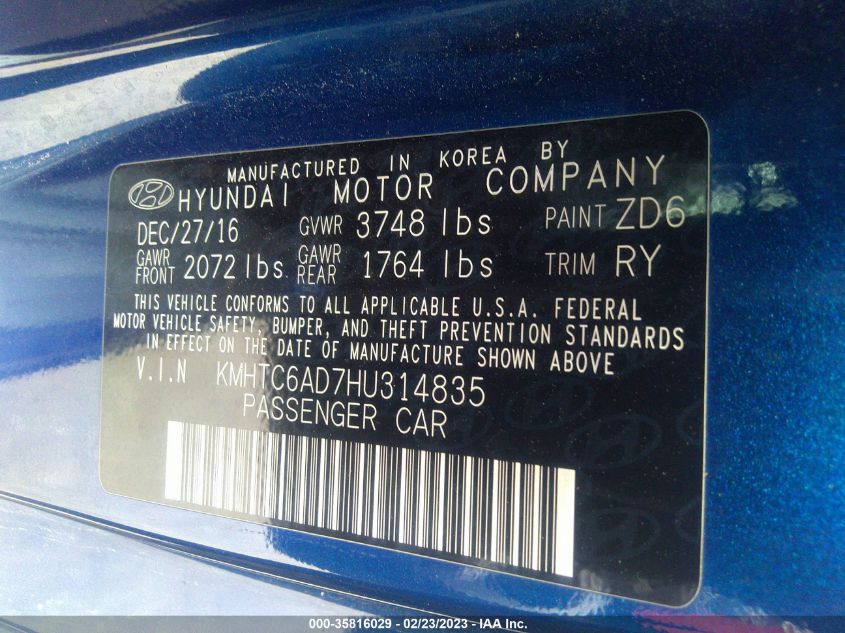 MANUFACTURED IN KOREA BY
HYUNDAI MOTOR COMPANY
DEC/27/16 GVWR 3748 lbs PAINT ZD6
GAWR FRONT 2072 lbs GAWR REAR 1764 lbs TRIM RY
THIS VEHICLE CONFORMS TO ALL APPLICABLE U.S.A. FEDERAL
MOTOR VEHICLE SAFETY, BUMPER, AND THEFT PREVENTION STANDARDS
IN EFFECT ON THE DATE OF MANUFACTURE SHOWN ABOVE
V.I.N KMHTC6AD7HU314835
PASSENGER CAR
000-35816029 - 02/23/2023 - IAA Inc.